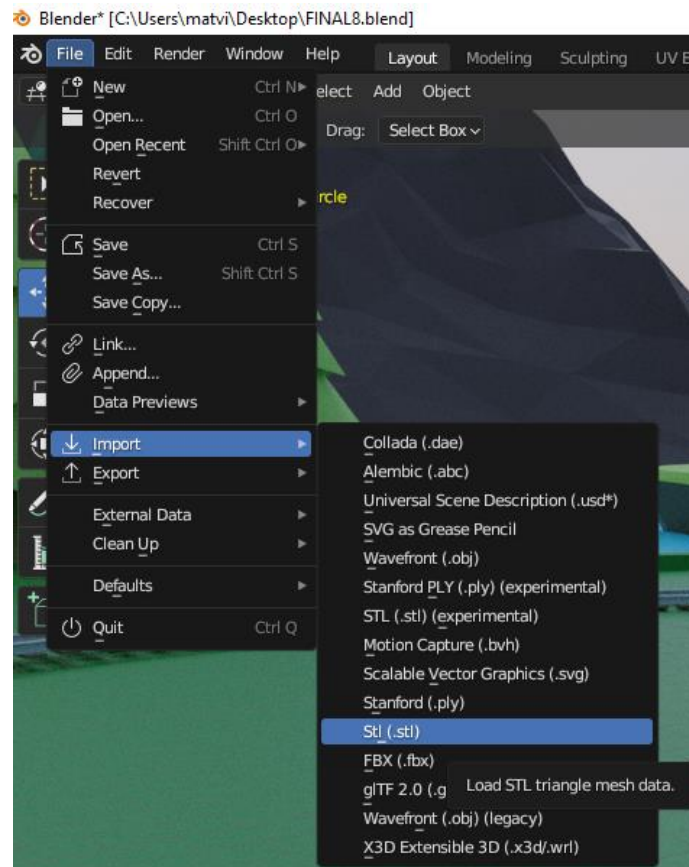 Blender* [C:\Users\matvi\Desktop\FINAL8.blend]
File Edit Render Window Help Layout Modeling Sculpting UV E
elect Add Object
Drag: Select Box
rcle
New Ctrl N
Open... Ctrl O
Open Recent Shift Ctrl O
Revert
Recover
Save Ctrl S
Save As... Shift Ctrl S
Save Copy...
Link...
Append...
Data Previews
Import
Export
External Data
Clean Up
Defaults
Quit Ctrl Q
Collada (.dae)
Alembic (.abc)
Universal Scene Description (.usd*)
SVG as Grease Pencil
Wavefront (.obj)
Stanford PLY (.ply) (experimental)
STL (.stl) (experimental)
Motion Capture (.bvh)
Scalable Vector Graphics (.svg)
Stanford (.ply)
Stl (.stl)
FBX (.fbx)
glTF 2.0 (.g
Load STL triangle mesh data.
Wavefront (.obj) (legacy)
X3D Extensible 3D (.x3d/.wrl)